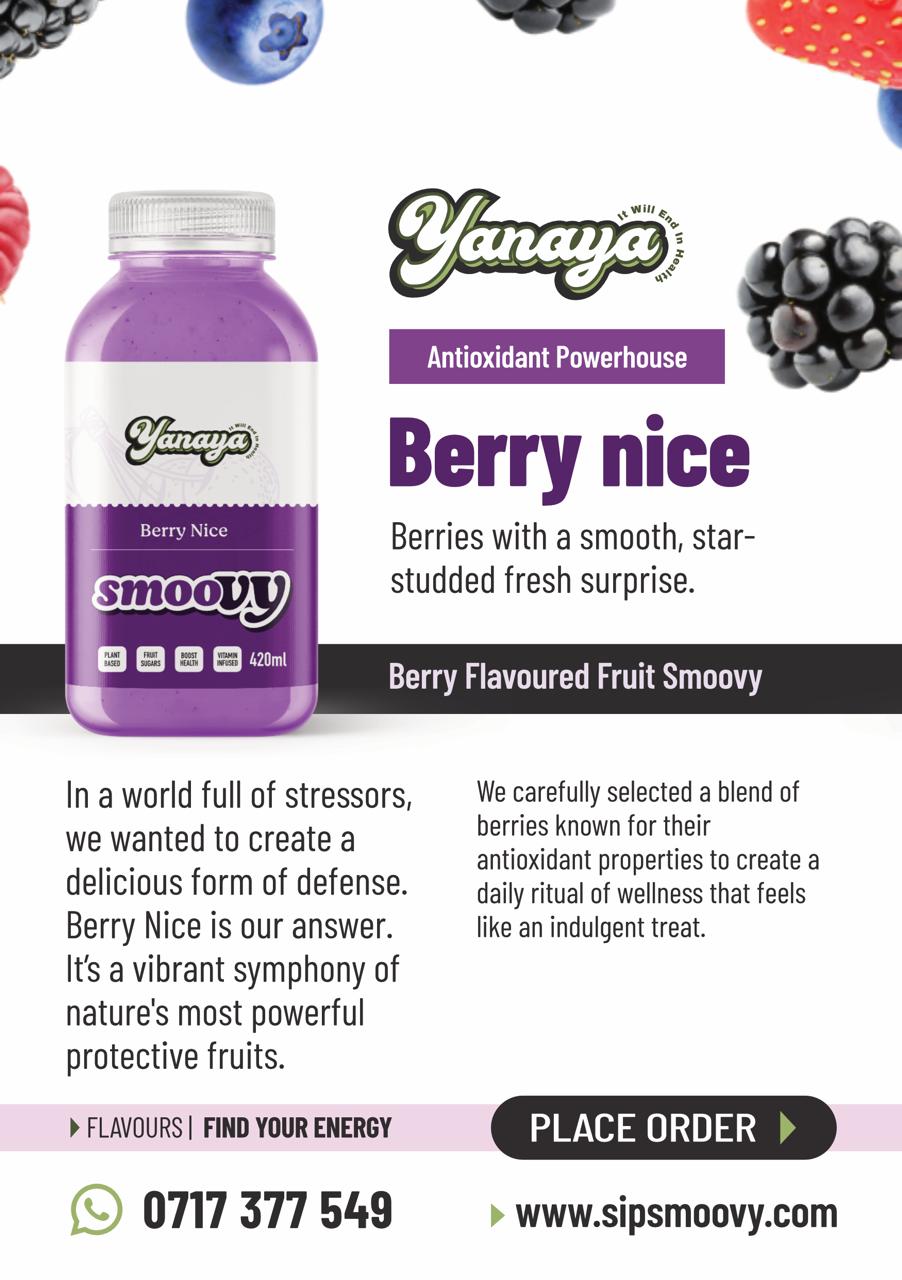 Yanaya
It Will End In Health
Antioxidant Powerhouse
Berry nice
Berries with a smooth, star-
studded fresh surprise.
Yanaya
It Will End In Health
Berry Nice
smoovy
PLANT
BASED
FRUIT
SUGARS
BOOST
HEALTH
VITAMIN
INFUSED
420ml
Berry Flavoured Fruit Smoovy
In a world full of stressors,
we wanted to create a
delicious form of defense.
Berry Nice is our answer.
It’s a vibrant symphony of
nature's most powerful
protective fruits.
We carefully selected a blend of
berries known for their
antioxidant properties to create a
daily ritual of wellness that feels
like an indulgent treat.
FLAVOURS | FIND YOUR ENERGY
PLACE ORDER
0717 377 549
www.sipsmoovy.com